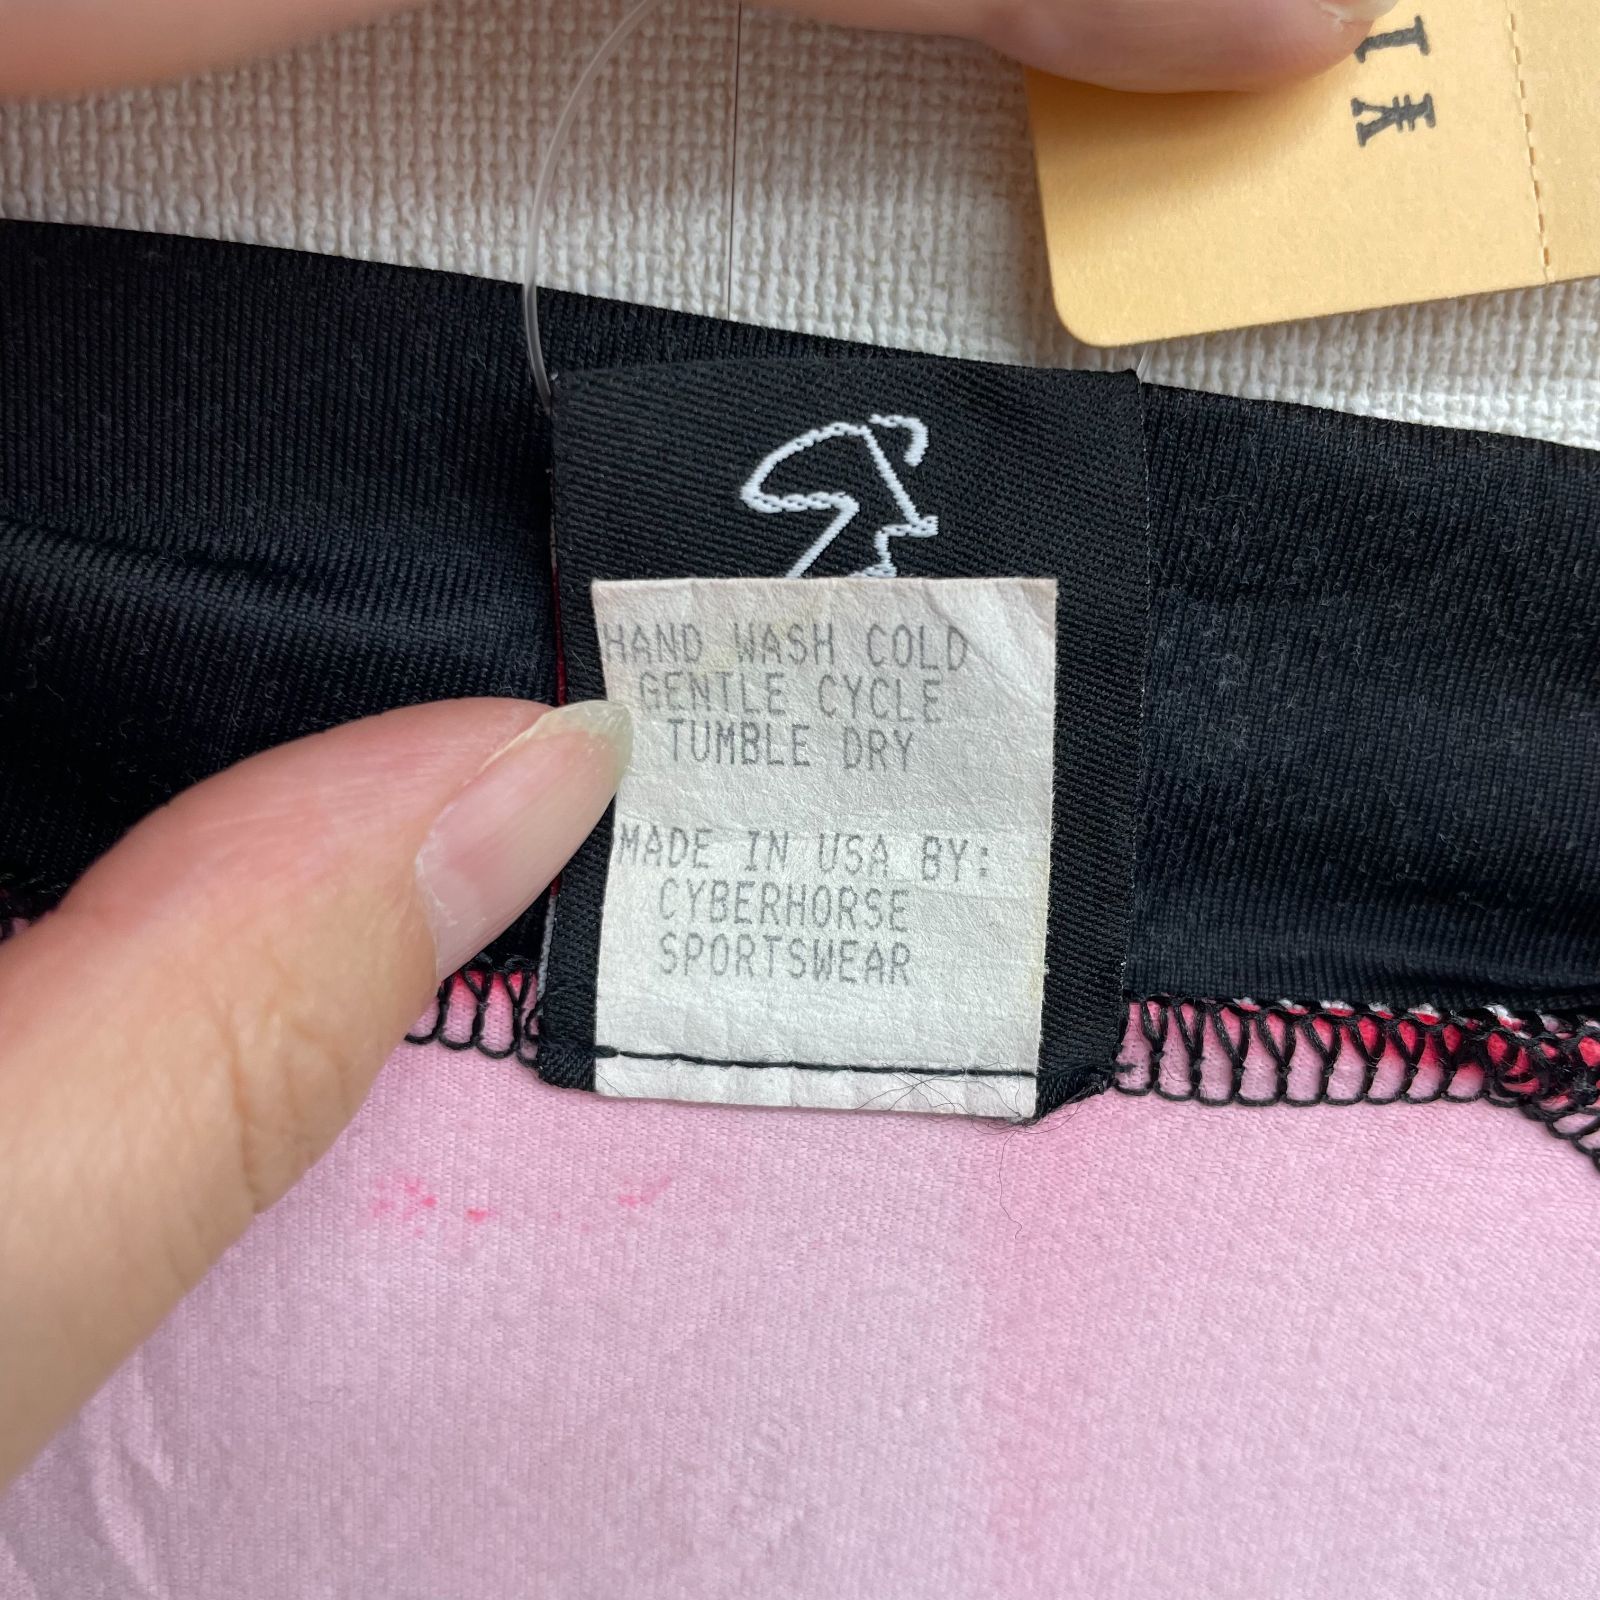 HAND WASH COLD
GENTLE CYCLE
TUMBLE DRY
MADE IN USA BY:
CYBERHORSE
SPORTSWEAR
¥